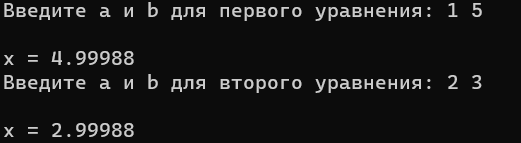 Введите a и b для первого уравнения: 1 5
x = 4.99988
Введите a и b для второго уравнения: 2 3
x = 2.99988